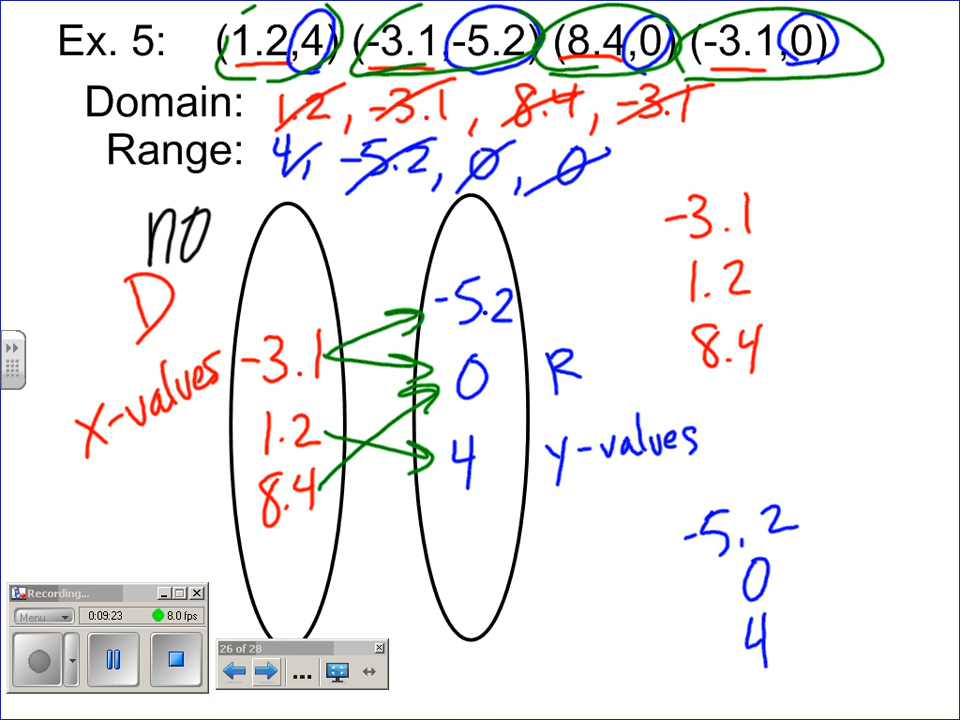 Ex. 5: (1.2,4) (-3.1,-5.2) (8.4,0) (-3.1,0)
Domain: 1.2, -3.1, 8.4, -3.1
Range: 4, -5.2, 0, 0
no
D
x-values
-3.1
1.2
8.4
-5.2
0
4
R
y-values
-3.1
1.2
8.4
-5.2
0
4
Recording...
Menu 0:09:23 8.0 fps
26 of 28
...